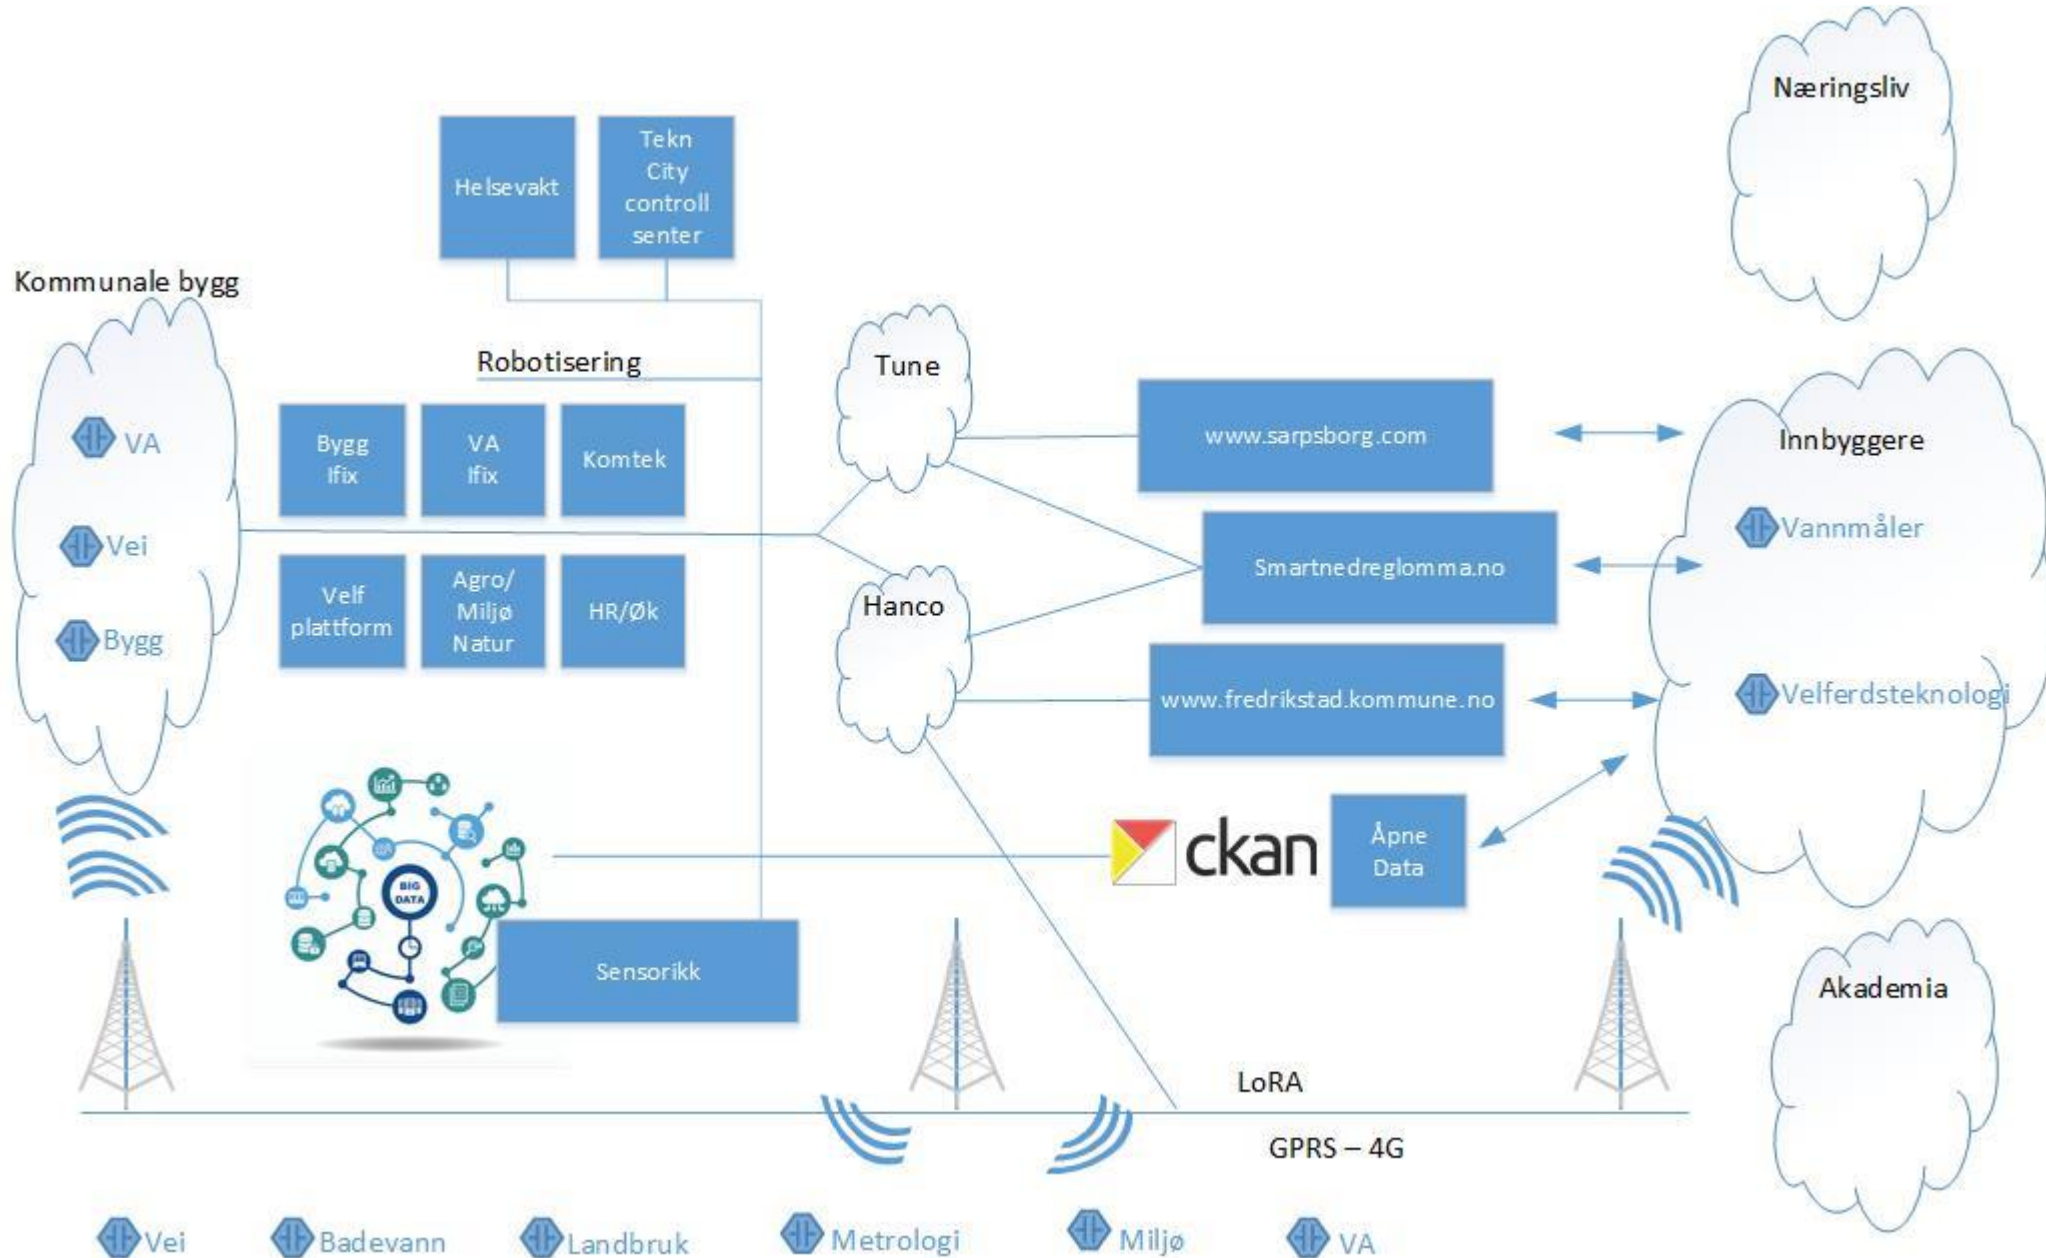 Næringsliv
Helsevakt
Tekn
City
controll
senter
Kommunale bygg
Robotisering
Tune
VA
Vei
Bygg
Bygg
Ifix
VA
Ifix
Komtek
Velf
plattform
Agro/
Miljø
Natur
HR/Øk
Hanco
www.sarpsborg.com
Smartnedreglomma.no
www.fredrikstad.kommune.no
Innbyggere
Vannmåler
Velferdsteknologi
BIG
DATA
Sensorikk
ckan
Åpne
Data
Akademia
LoRA
GPRS – 4G
Vei
Badevann
Landbruk
Metrologi
Miljø
VA